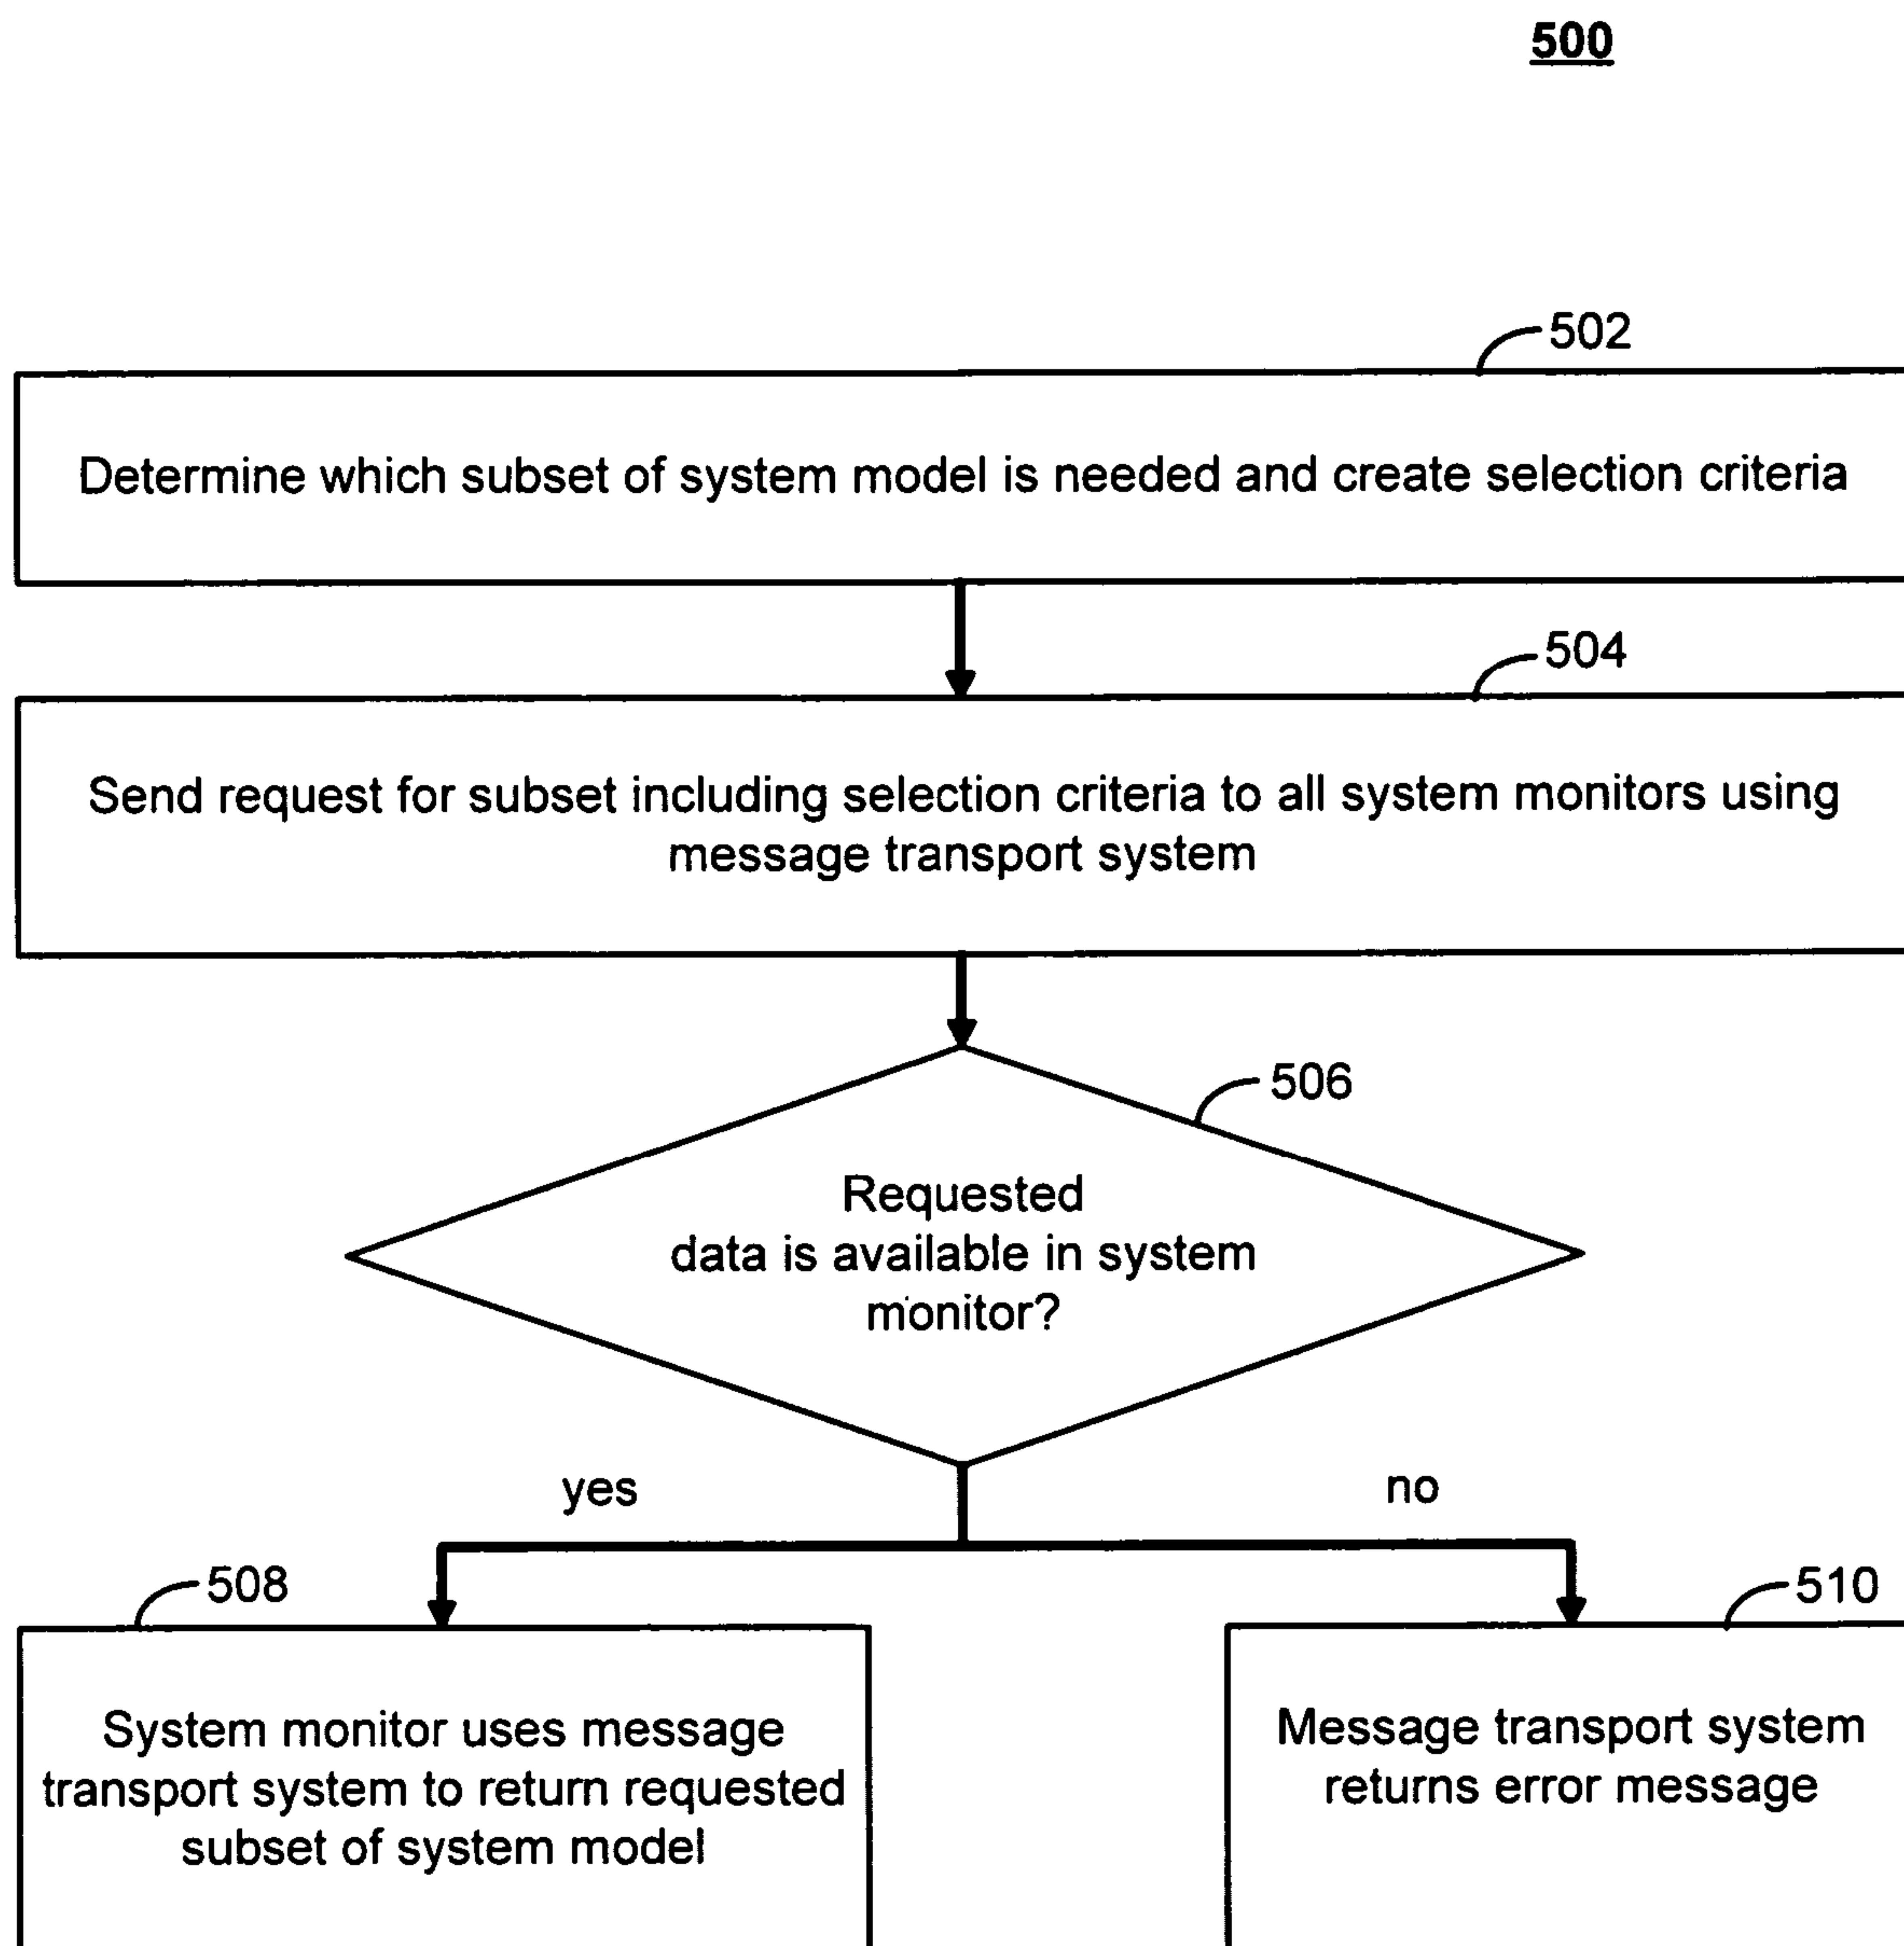 500
502
Determine which subset of system model is needed and create selection criteria
504
Send request for subset including selection criteria to all system monitors using
message transport system
506
Requested
data is available in system
monitor?
yes
no
508
510
System monitor uses message
transport system to return requested
subset of system model
Message transport system
returns error message